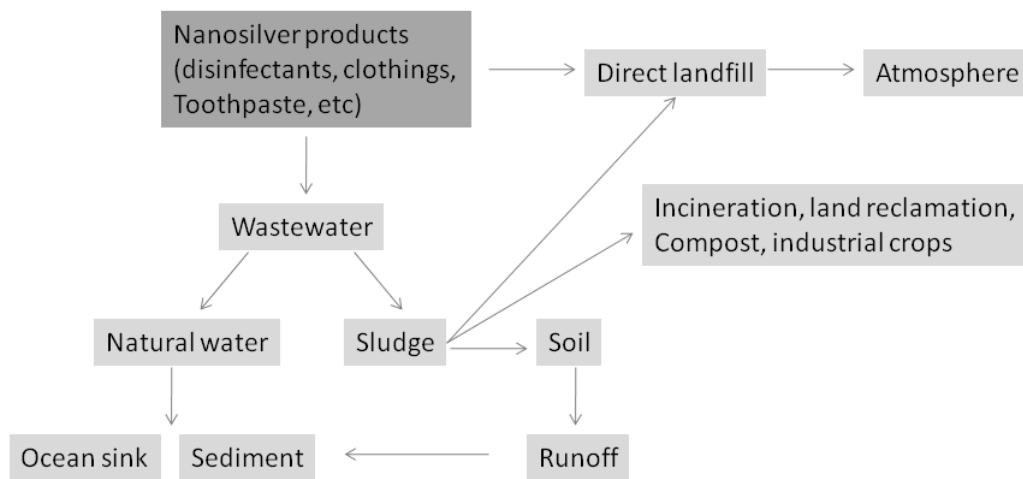 Nanosilver products
(disinfectants, clothings,
Toothpaste, etc)
Direct landfill
Atmosphere
Incineration, land reclamation,
Compost, industrial crops
Wastewater
Natural water
Sludge
Soil
Ocean sink
Sediment
Runoff